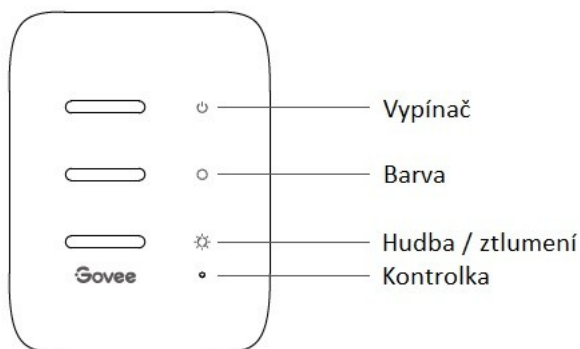 Vypínač
Barva
Hudba / ztlumení
Govee
Kontrolka